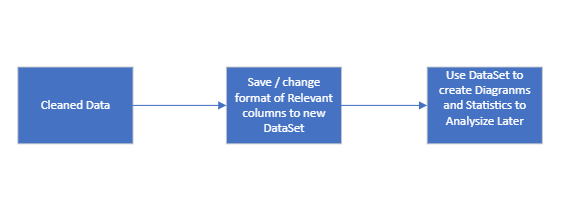 Cleaned Data
Save / change
format of Relevant
columns to new
DataSet
Use DataSet to
create Diagranms
and Statistics to
Analysize Later